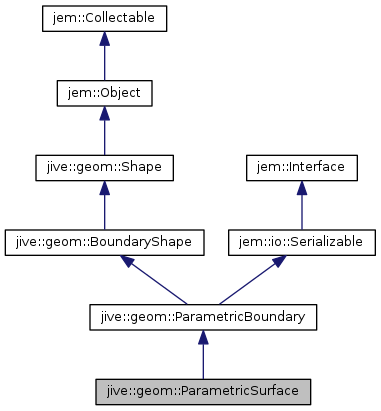 jem::Collectable
jem::Object
jive::geom::Shape
jem::Interface
jive::geom::BoundaryShape
jem::io::Serializable
jive::geom::ParametricBoundary
jive::geom::ParametricSurface